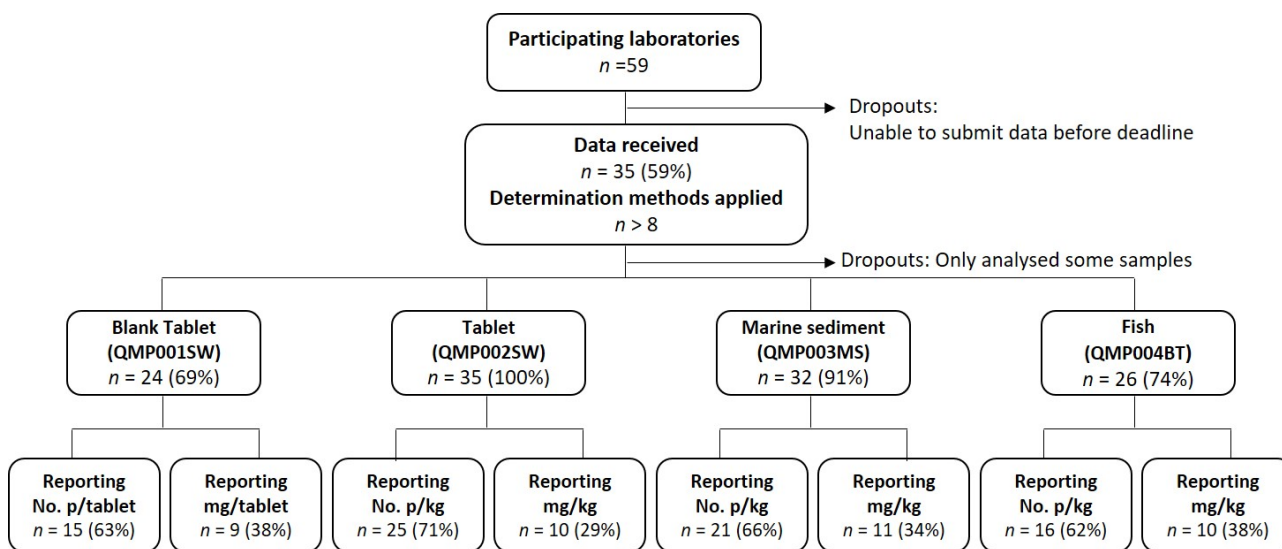 Participating laboratories
n =59
Dropouts:
Unable to submit data before deadline
Data received
n = 35 (59%)
Determination methods applied
n > 8
Dropouts: Only analysed some samples
Blank Tablet
(QMP001SW)
n = 24 (69%)
Tablet
(QMP002SW)
n = 35 (100%)
Marine sediment
(QMP003MS)
n = 32 (91%)
Fish
(QMP004BT)
n = 26 (74%)
Reporting
No. p/tablet
n = 15 (63%)
Reporting
mg/tablet
n = 9 (38%)
Reporting
No. p/kg
n = 25 (71%)
Reporting
mg/kg
n = 10 (29%)
Reporting
No. p/kg
n = 21 (66%)
Reporting
mg/kg
n = 11 (34%)
Reporting
No. p/kg
n = 16 (62%)
Reporting
mg/kg
n = 10 (38%)